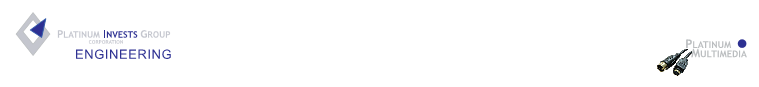 PLATINUM INVESTS GROUP
CORPORATION
ENGINEERING
PLATINUM
MULTIMEDIA